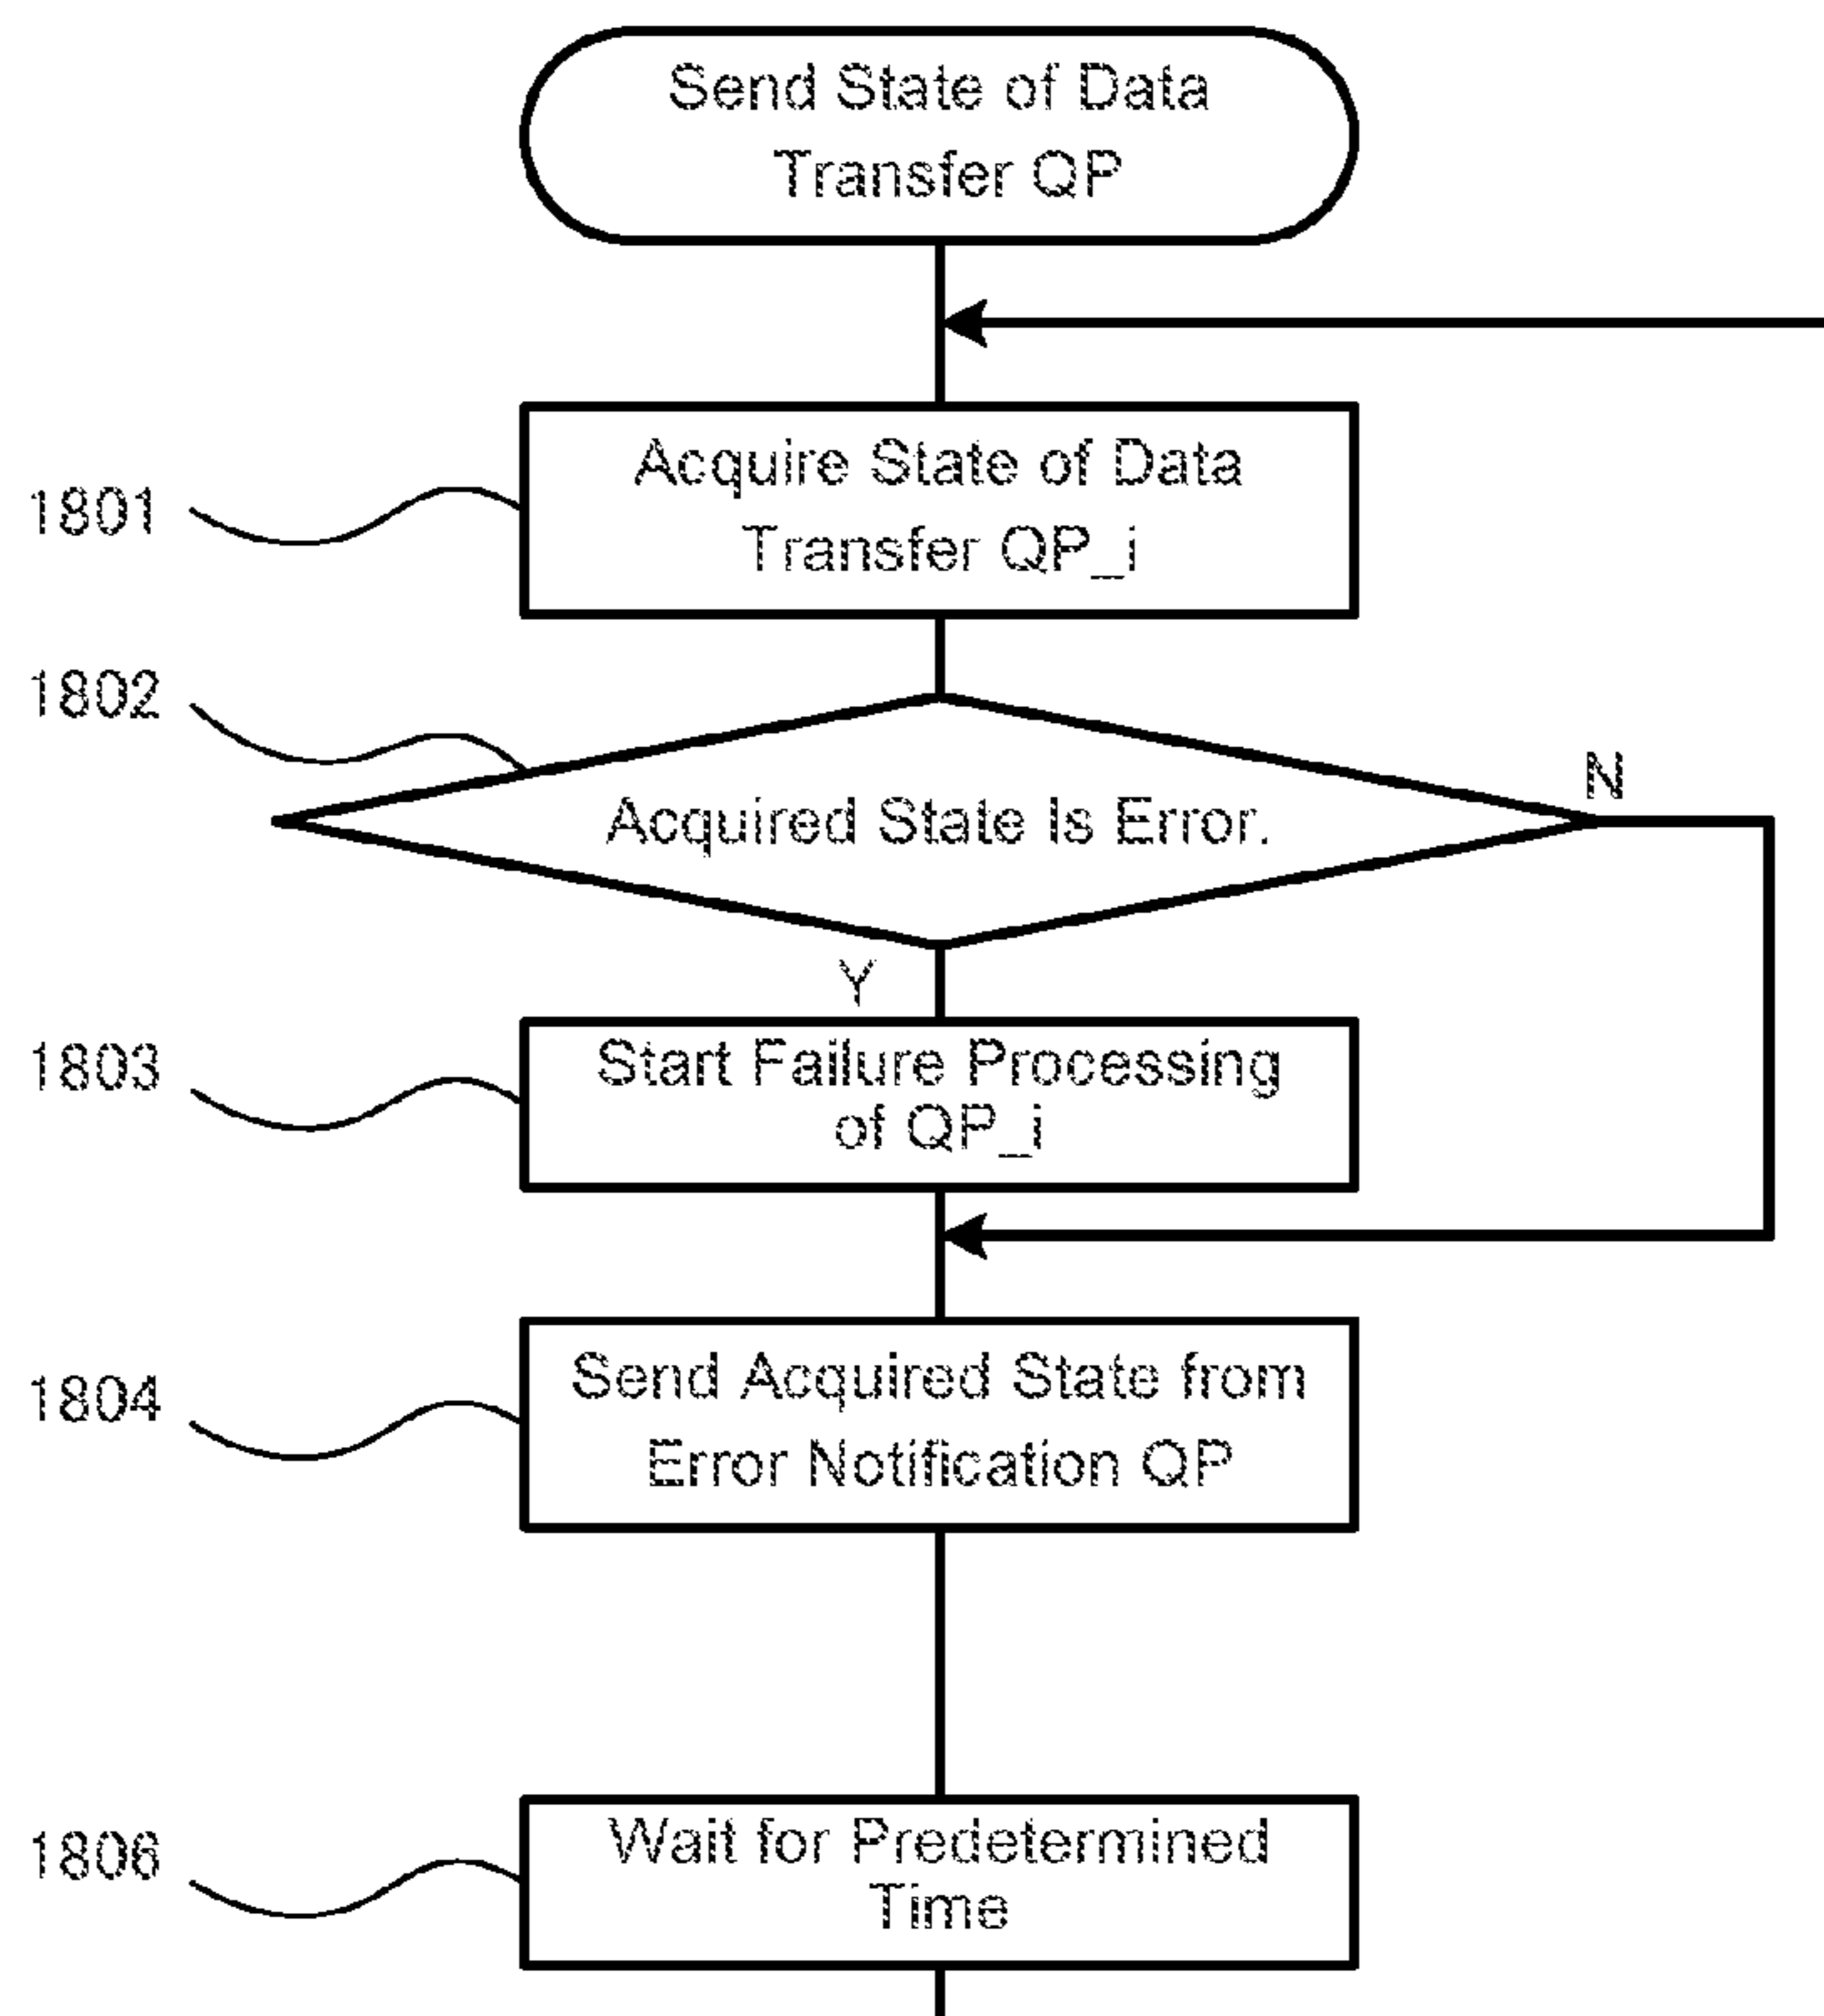 Send State of Data
Transfer QP
1801
Acquire State of Data
Transfer QP_i
1802
Acquired State Is Error.
N
Y
1803
Start Failure Processing
of QP_i
1804
Send Acquired State from
Error Notification QP
1806
Wait for Predetermined
Time